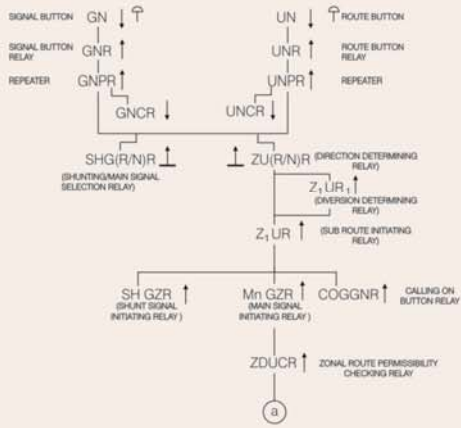 SIGNAL BUTTON GN UN ROUTE BUTTON
SIGNAL BUTTON
RELAY GNR UNR ROUTE BUTTON
RELAY
REPEATER GNPR UNPR REPEATER
GNCR UNCR
SHG(R/N)R ZU(R/N)R (DIRECTION DETERMINING
RELAY)
(SHUNTING/MAIN SIGNAL
SELECTION RELAY)
Z₁UR₁
(DIVERSION DETERMINING
RELAY)
Z₁UR (SUB ROUTE INITIATING
RELAY)
SH GZR Mn GZR COGGNR CALLING ON
BUTTON RELAY
(SHUNT SIGNAL
INITIATING RELAY ) (MAIN SIGNAL
INITIATING RELAY )
ZDUCR ZONAL ROUTE PERMISSIBILITY
CHECKING RELAY
a